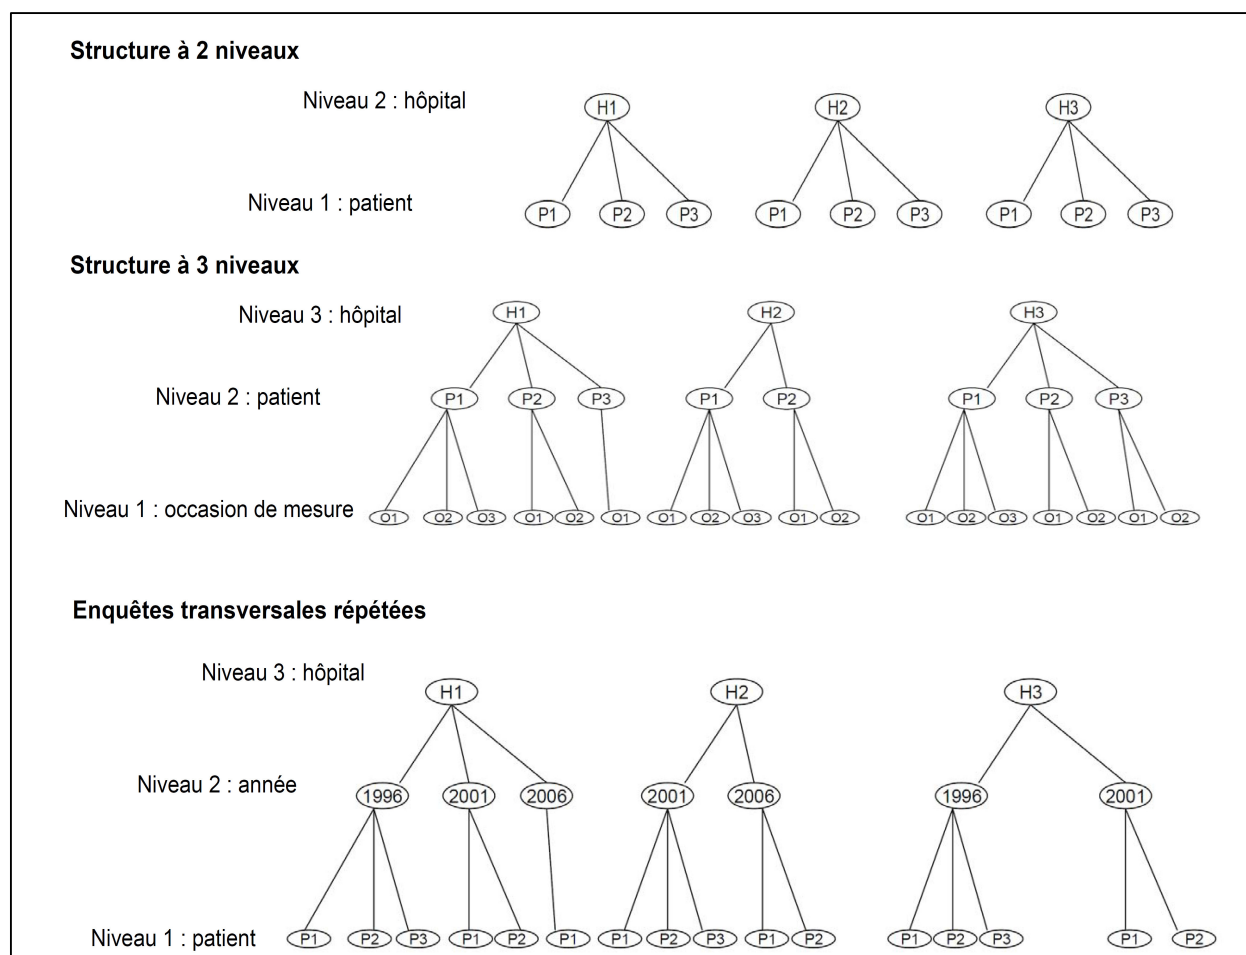 Structure à 2 niveaux
Niveau 2 : hôpital
H1 H2 H3
Niveau 1 : patient
P1 P2 P3 P1 P2 P3 P1 P2 P3
Structure à 3 niveaux
Niveau 3 : hôpital
H1 H2 H3
Niveau 2 : patient
P1 P2 P3 P1 P2 P1 P2 P3
Niveau 1 : occasion de mesure
O1 O2 O3 O1 O2 O1 O1 O2 O3 O1 O2 O1 O2 O3 O1 O2 O1 O2
Enquêtes transversales répétées
Niveau 3 : hôpital
H1 H2 H3
Niveau 2 : année
1996 2001 2006 2001 2006 1996 2001
Niveau 1 : patient
P1 P2 P3 P1 P2 P1 P1 P2 P3 P1 P2 P1 P2 P3 P1 P2